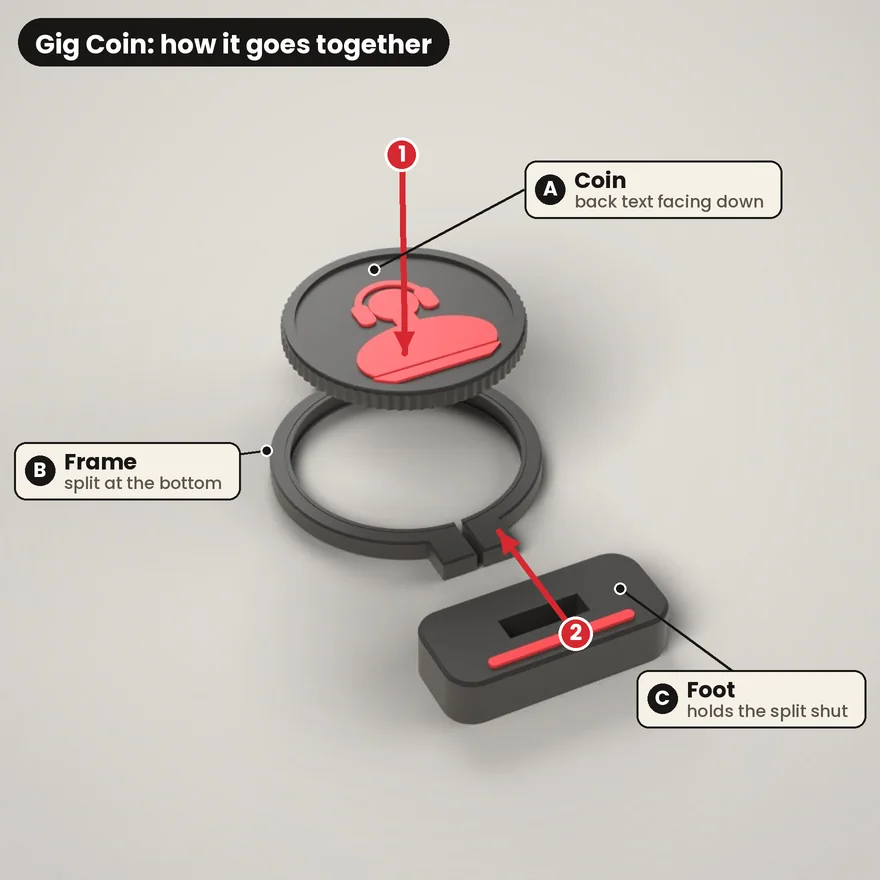 Gig Coin: how it goes together
1
A
Coin
back text facing down
B
Frame
split at the bottom
2
C
Foot
holds the split shut